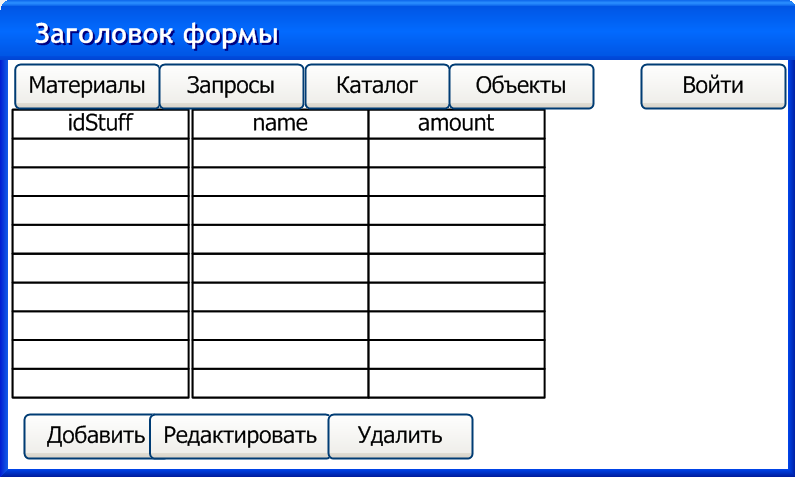 Заголовок формы
Материалы Запросы Каталог Объекты Войти
idStuff name amount
Добавить Редактировать Удалить